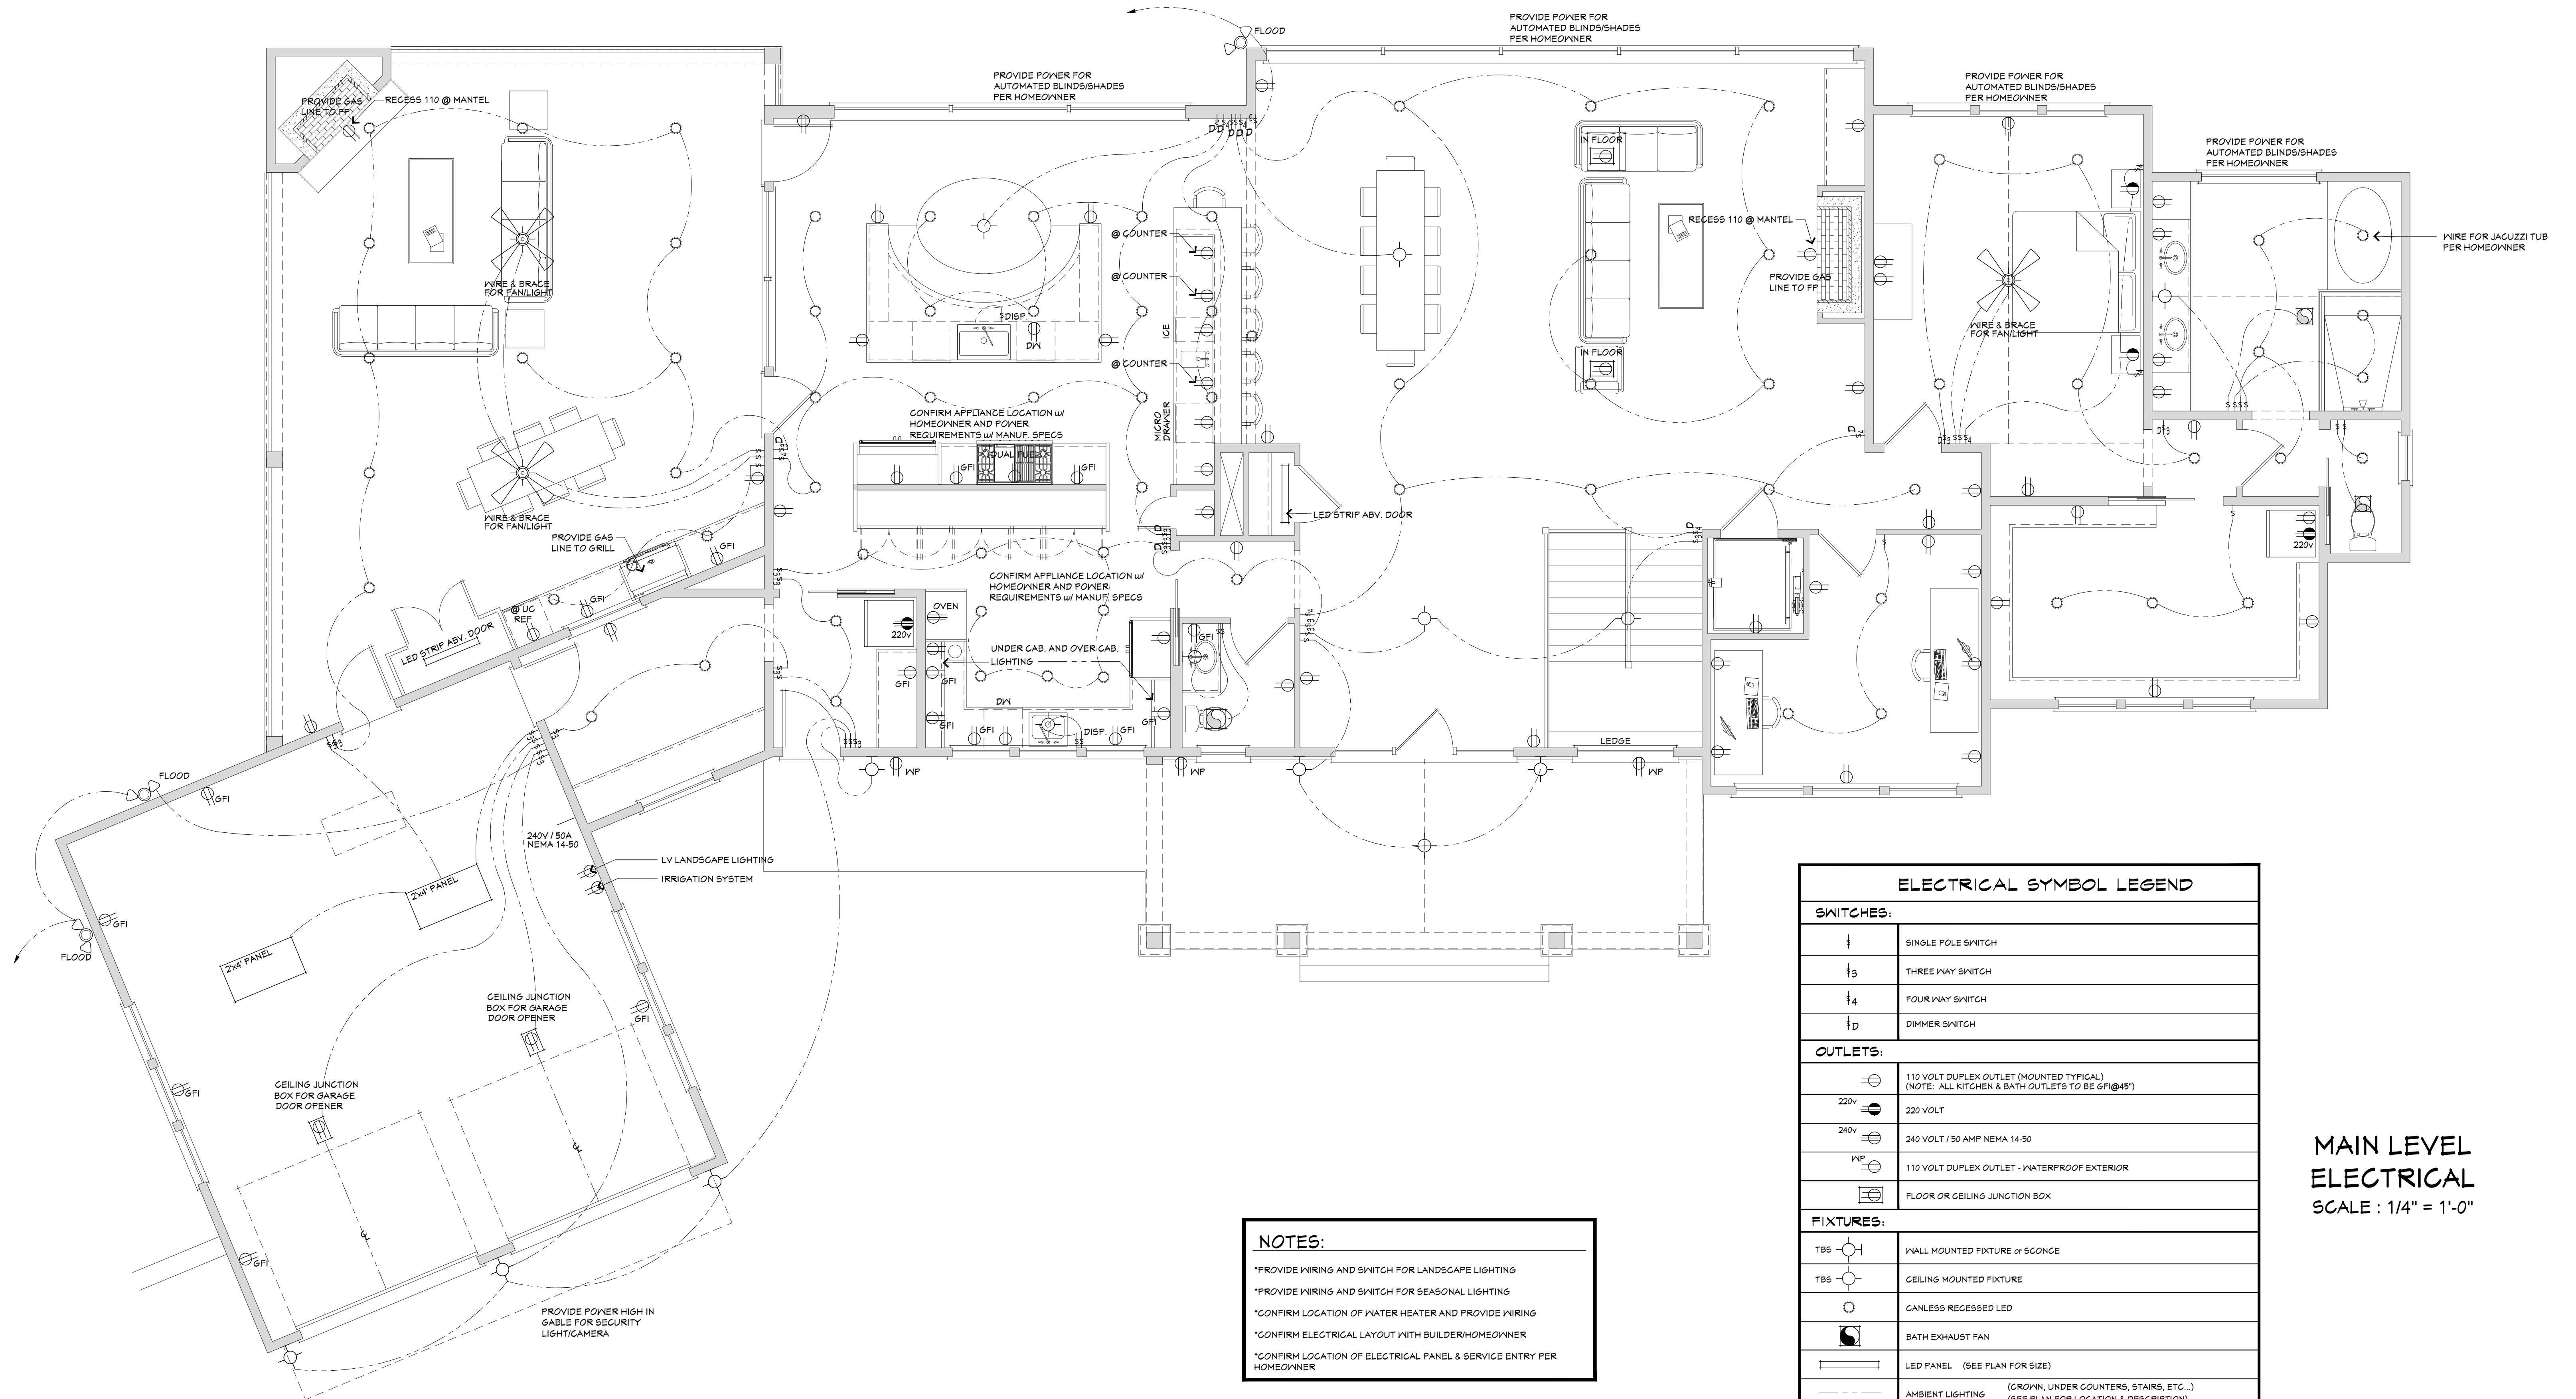 FLOOD
PROVIDE POWER FOR
AUTOMATED BLINDS/SHADES
PER HOMEOWNER
PROVIDE POWER FOR
AUTOMATED BLINDS/SHADES
PER HOMEOWNER
PROVIDE POWER FOR
AUTOMATED BLINDS/SHADES
PER HOMEOWNER
PROVIDE POWER FOR
AUTOMATED BLINDS/SHADES
PER HOMEOWNER
PROVIDE GAS
LINE TO FP
RECESS 110 @ MANTEL
WIRE & BRACE
FOR FAN/LIGHT
WIRE & BRACE
FOR FAN/LIGHT
PROVIDE GAS
LINE TO GRILL
GFI
GFI
@ UC
REF
LED STRIP ABV. DOOR
@ COUNTER
@ COUNTER
@ COUNTER
ICE
MICRO
DRAWER
DISP.
DW
CONFIRM APPLIANCE LOCATION w/
HOMEOWNER AND POWER
REQUIREMENTS w/ MANUF. SPECS
DUAL FUEL
GFI
GFI
IN FLOOR
IN FLOOR
RECESS 110 @ MANTEL
PROVIDE GAS
LINE TO FP
WIRE & BRACE
FOR FAN/LIGHT
WIRE FOR JACUZZI TUB
PER HOMEOWNER
LED STRIP ABV. DOOR
220v
CONFIRM APPLIANCE LOCATION w/
HOMEOWNER AND POWER
REQUIREMENTS w/ MANUF. SPECS
OVEN
220v
GFI
UNDER CAB. AND OVER CAB.
LIGHTING
GFI
GFI
GFI
GFI
GFI
GFI
DW
DISP.
LEDGE
WP
WP
WP
FLOOD
GFI
FLOOD
GFI
240V / 50A
NEMA 14-50
LV LANDSCAPE LIGHTING
IRRIGATION SYSTEM
2'x4' PANEL
2'x4' PANEL
CEILING JUNCTION
BOX FOR GARAGE
DOOR OPENER
GFI
CEILING JUNCTION
BOX FOR GARAGE
DOOR OPENER
GFI
GFI
PROVIDE POWER HIGH IN
GABLE FOR SECURITY
LIGHT/CAMERA
NOTES:
*PROVIDE WIRING AND SWITCH FOR LANDSCAPE LIGHTING
*PROVIDE WIRING AND SWITCH FOR SEASONAL LIGHTING
*CONFIRM LOCATION OF WATER HEATER AND PROVIDE WIRING
*CONFIRM ELECTRICAL LAYOUT WITH BUILDER/HOMEOWNER
*CONFIRM LOCATION OF ELECTRICAL PANEL & SERVICE ENTRY PER
HOMEOWNER
ELECTRICAL SYMBOL LEGEND
SWITCHES:
$ SINGLE POLE SWITCH
$3 THREE WAY SWITCH
$4 FOUR WAY SWITCH
$D DIMMER SWITCH
OUTLETS:
110 VOLT DUPLEX OUTLET (MOUNTED TYPICAL)
(NOTE: ALL KITCHEN & BATH OUTLETS TO BE GFI@45")
220v 220 VOLT
240v 240 VOLT / 50 AMP NEMA 14-50
WP 110 VOLT DUPLEX OUTLET - WATERPROOF EXTERIOR
FLOOR OR CEILING JUNCTION BOX
FIXTURES:
TBS WALL MOUNTED FIXTURE or SCONCE
TBS CEILING MOUNTED FIXTURE
CANLESS RECESSED LED
BATH EXHAUST FAN
LED PANEL (SEE PLAN FOR SIZE)
AMBIENT LIGHTING (CROWN, UNDER COUNTERS, STAIRS, ETC...)
(SEE PLAN FOR LOCATION & DESCRIPTION)
MAIN LEVEL
ELECTRICAL
SCALE : 1/4" = 1'-0"